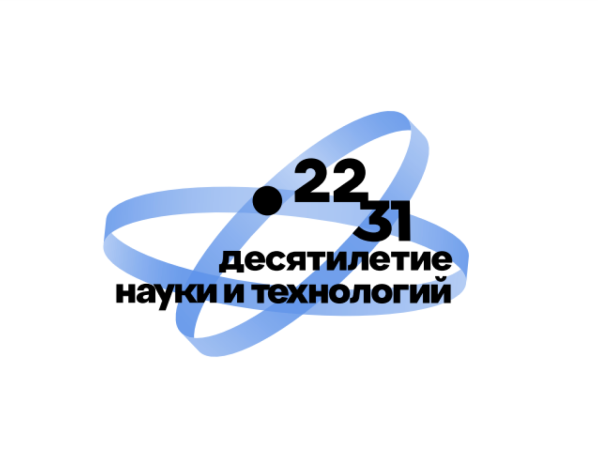 22
31
десятилетие
науки и технологий